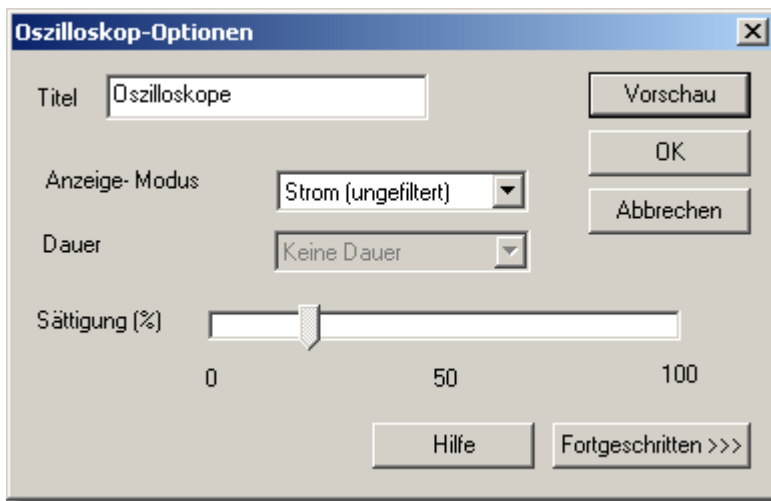 Oszilloskop-Optionen
Titel Oszilloskope Vorschau
OK
Anzeige- Modus Strom (ungefiltert)
Abbrechen
Dauer Keine Dauer
Sättigung (%)
0 50 100
Hilfe Fortgeschritten >>>